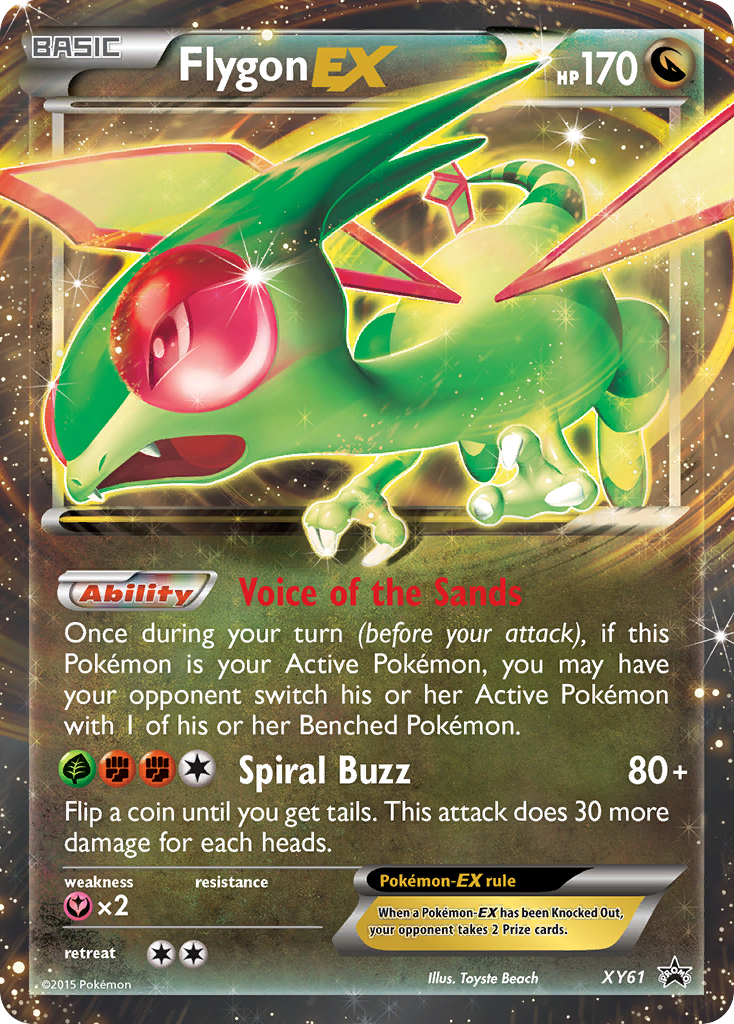 BASIC
Flygon EX
HP 170
Ability Voice of the Sands
Once during your turn (before your attack), if this
Pokémon is your Active Pokémon, you may have
your opponent switch his or her Active Pokémon
with 1 of his or her Benched Pokémon.
Spiral Buzz 80+
Flip a coin until you get tails. This attack does 30 more
damage for each heads.
weakness resistance
×2
Pokémon-EX rule
When a Pokémon-EX has been Knocked Out,
your opponent takes 2 Prize cards.
retreat
©2015 Pokémon
Illus. Toyste Beach
XY61
PROMO